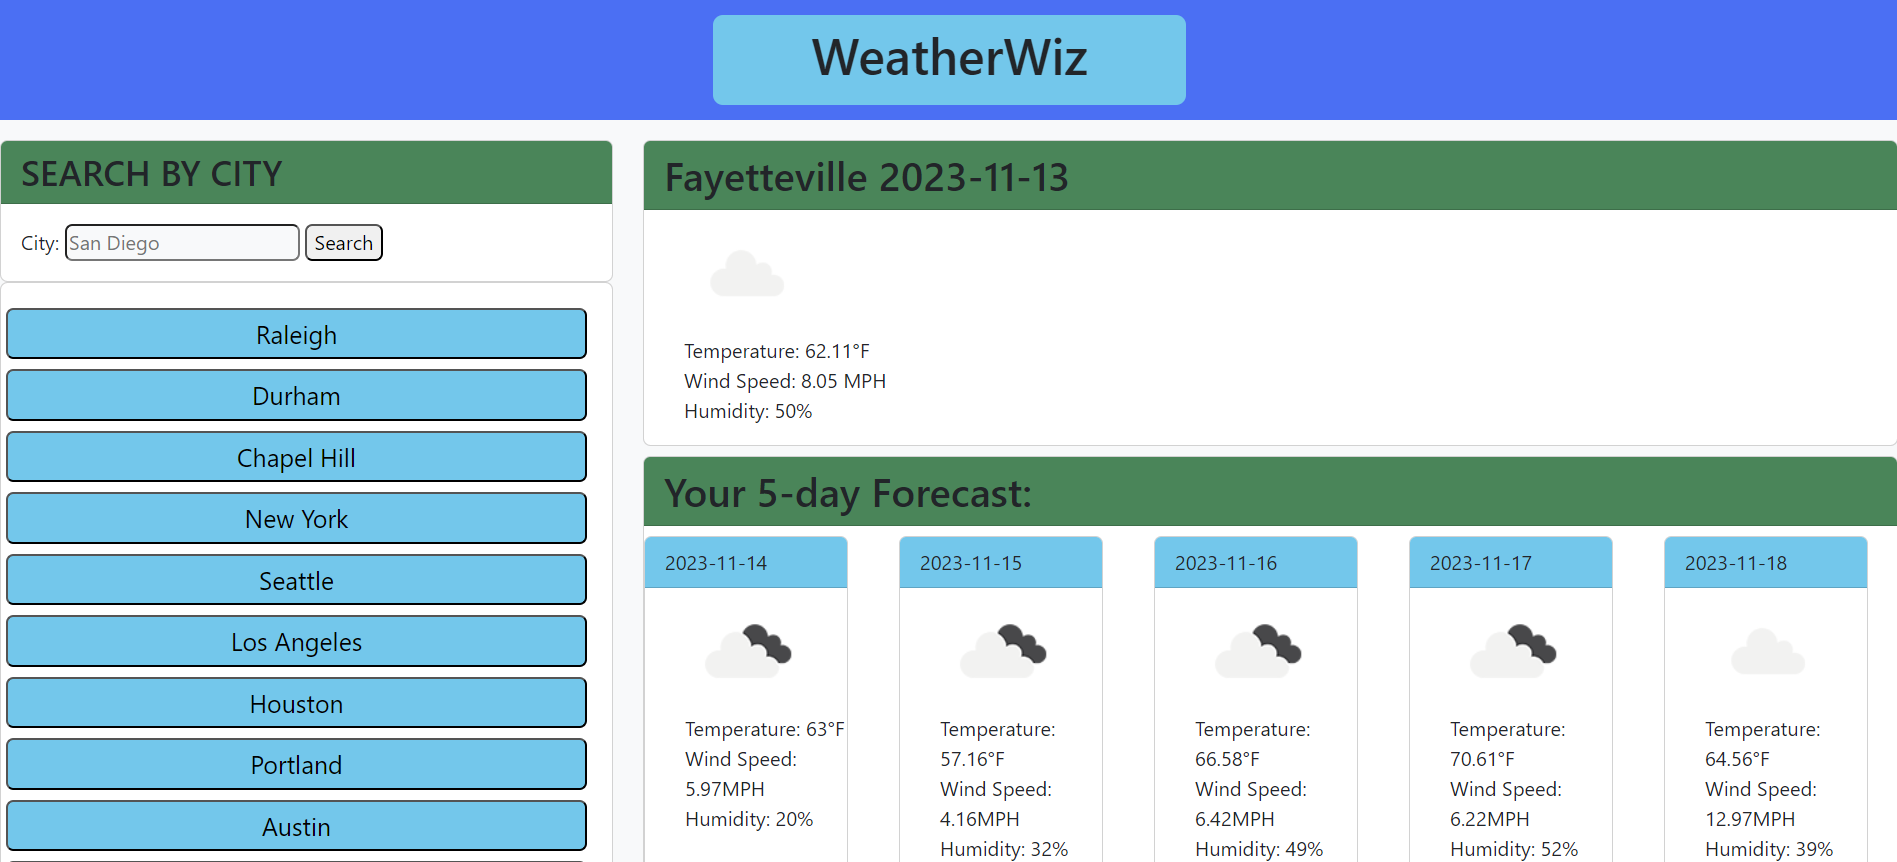 WeatherWiz
SEARCH BY CITY
City: San Diego Search
Raleigh
Durham
Chapel Hill
New York
Seattle
Los Angeles
Houston
Portland
Austin
Fayetteville 2023-11-13
Temperature: 62.11°F
Wind Speed: 8.05 MPH
Humidity: 50%
Your 5-day Forecast:
2023-11-14
Temperature: 63°F
Wind Speed:
5.97MPH
Humidity: 20%
2023-11-15
Temperature:
57.16°F
Wind Speed:
4.16MPH
Humidity: 32%
2023-11-16
Temperature:
66.58°F
Wind Speed:
6.42MPH
Humidity: 49%
2023-11-17
Temperature:
70.61°F
Wind Speed:
6.22MPH
Humidity: 52%
2023-11-18
Temperature:
64.56°F
Wind Speed:
12.97MPH
Humidity: 39%